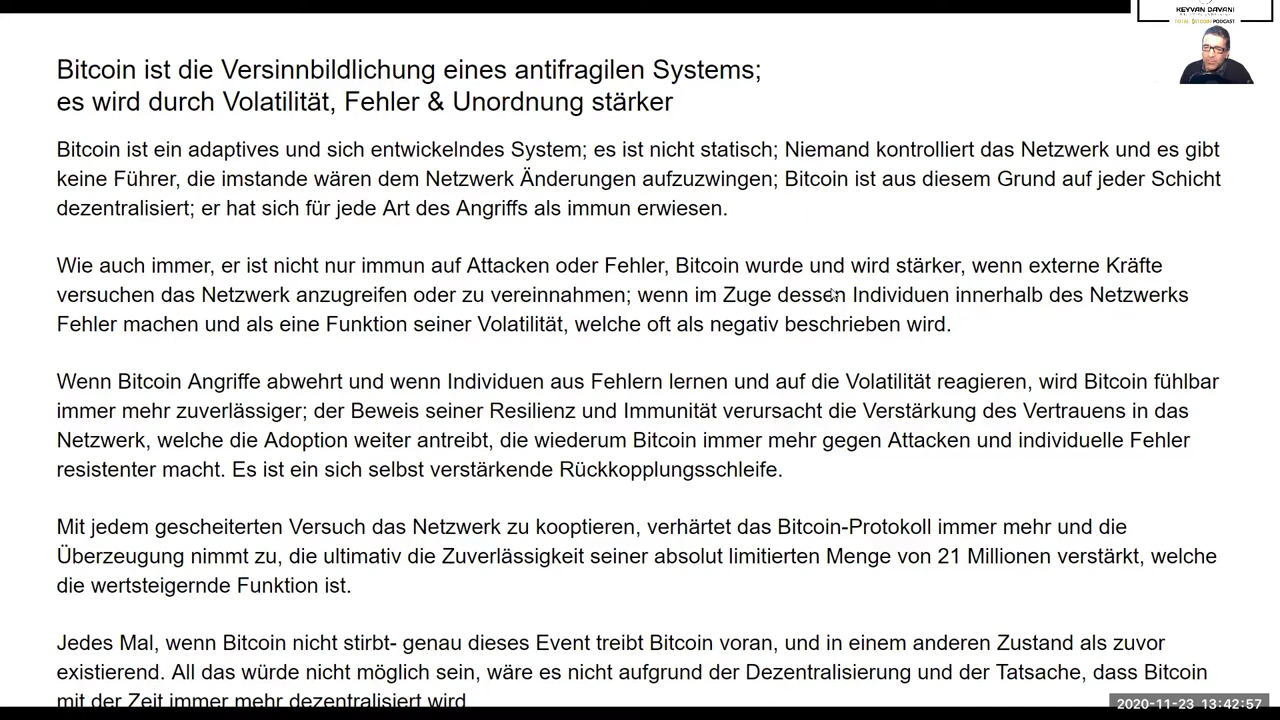 KEYVAN DAVANI
TOTAL BITCOIN PODCAST
Bitcoin ist die Versinnbildlichung eines antifragilen Systems;
es wird durch Volatilität, Fehler & Unordnung stärker
Bitcoin ist ein adaptives und sich entwickelndes System; es ist nicht statisch; Niemand kontrolliert das Netzwerk und es gibt
keine Führer, die imstande wären dem Netzwerk Änderungen aufzuzwingen; Bitcoin ist aus diesem Grund auf jeder Schicht
dezentralisiert; er hat sich für jede Art des Angriffs als immun erwiesen.
Wie auch immer, er ist nicht nur immun auf Attacken oder Fehler, Bitcoin wurde und wird stärker, wenn externe Kräfte
versuchen das Netzwerk anzugreifen oder zu vereinnahmen; wenn im Zuge dessen Individuen innerhalb des Netzwerks
Fehler machen und als eine Funktion seiner Volatilität, welche oft als negativ beschrieben wird.
Wenn Bitcoin Angriffe abwehrt und wenn Individuen aus Fehlern lernen und auf die Volatilität reagieren, wird Bitcoin fühlbar
immer mehr zuverlässiger; der Beweis seiner Resilienz und Immunität verursacht die Verstärkung des Vertrauens in das
Netzwerk, welche die Adoption weiter antreibt, die wiederum Bitcoin immer mehr gegen Attacken und individuelle Fehler
resistenter macht. Es ist ein sich selbst verstärkende Rückkopplungsschleife.
Mit jedem gescheiterten Versuch das Netzwerk zu kooptieren, verhärtet das Bitcoin-Protokoll immer mehr und die
Überzeugung nimmt zu, die ultimativ die Zuverlässigkeit seiner absolut limitierten Menge von 21 Millionen verstärkt, welche
die wertsteigernde Funktion ist.
Jedes Mal, wenn Bitcoin nicht stirbt- genau dieses Event treibt Bitcoin voran, und in einem anderen Zustand als zuvor
existierend. All das würde nicht möglich sein, wäre es nicht aufgrund der Dezentralisierung und der Tatsache, dass Bitcoin
mit der Zeit immer mehr dezentralisiert wird
2020-11-23 13:42:57